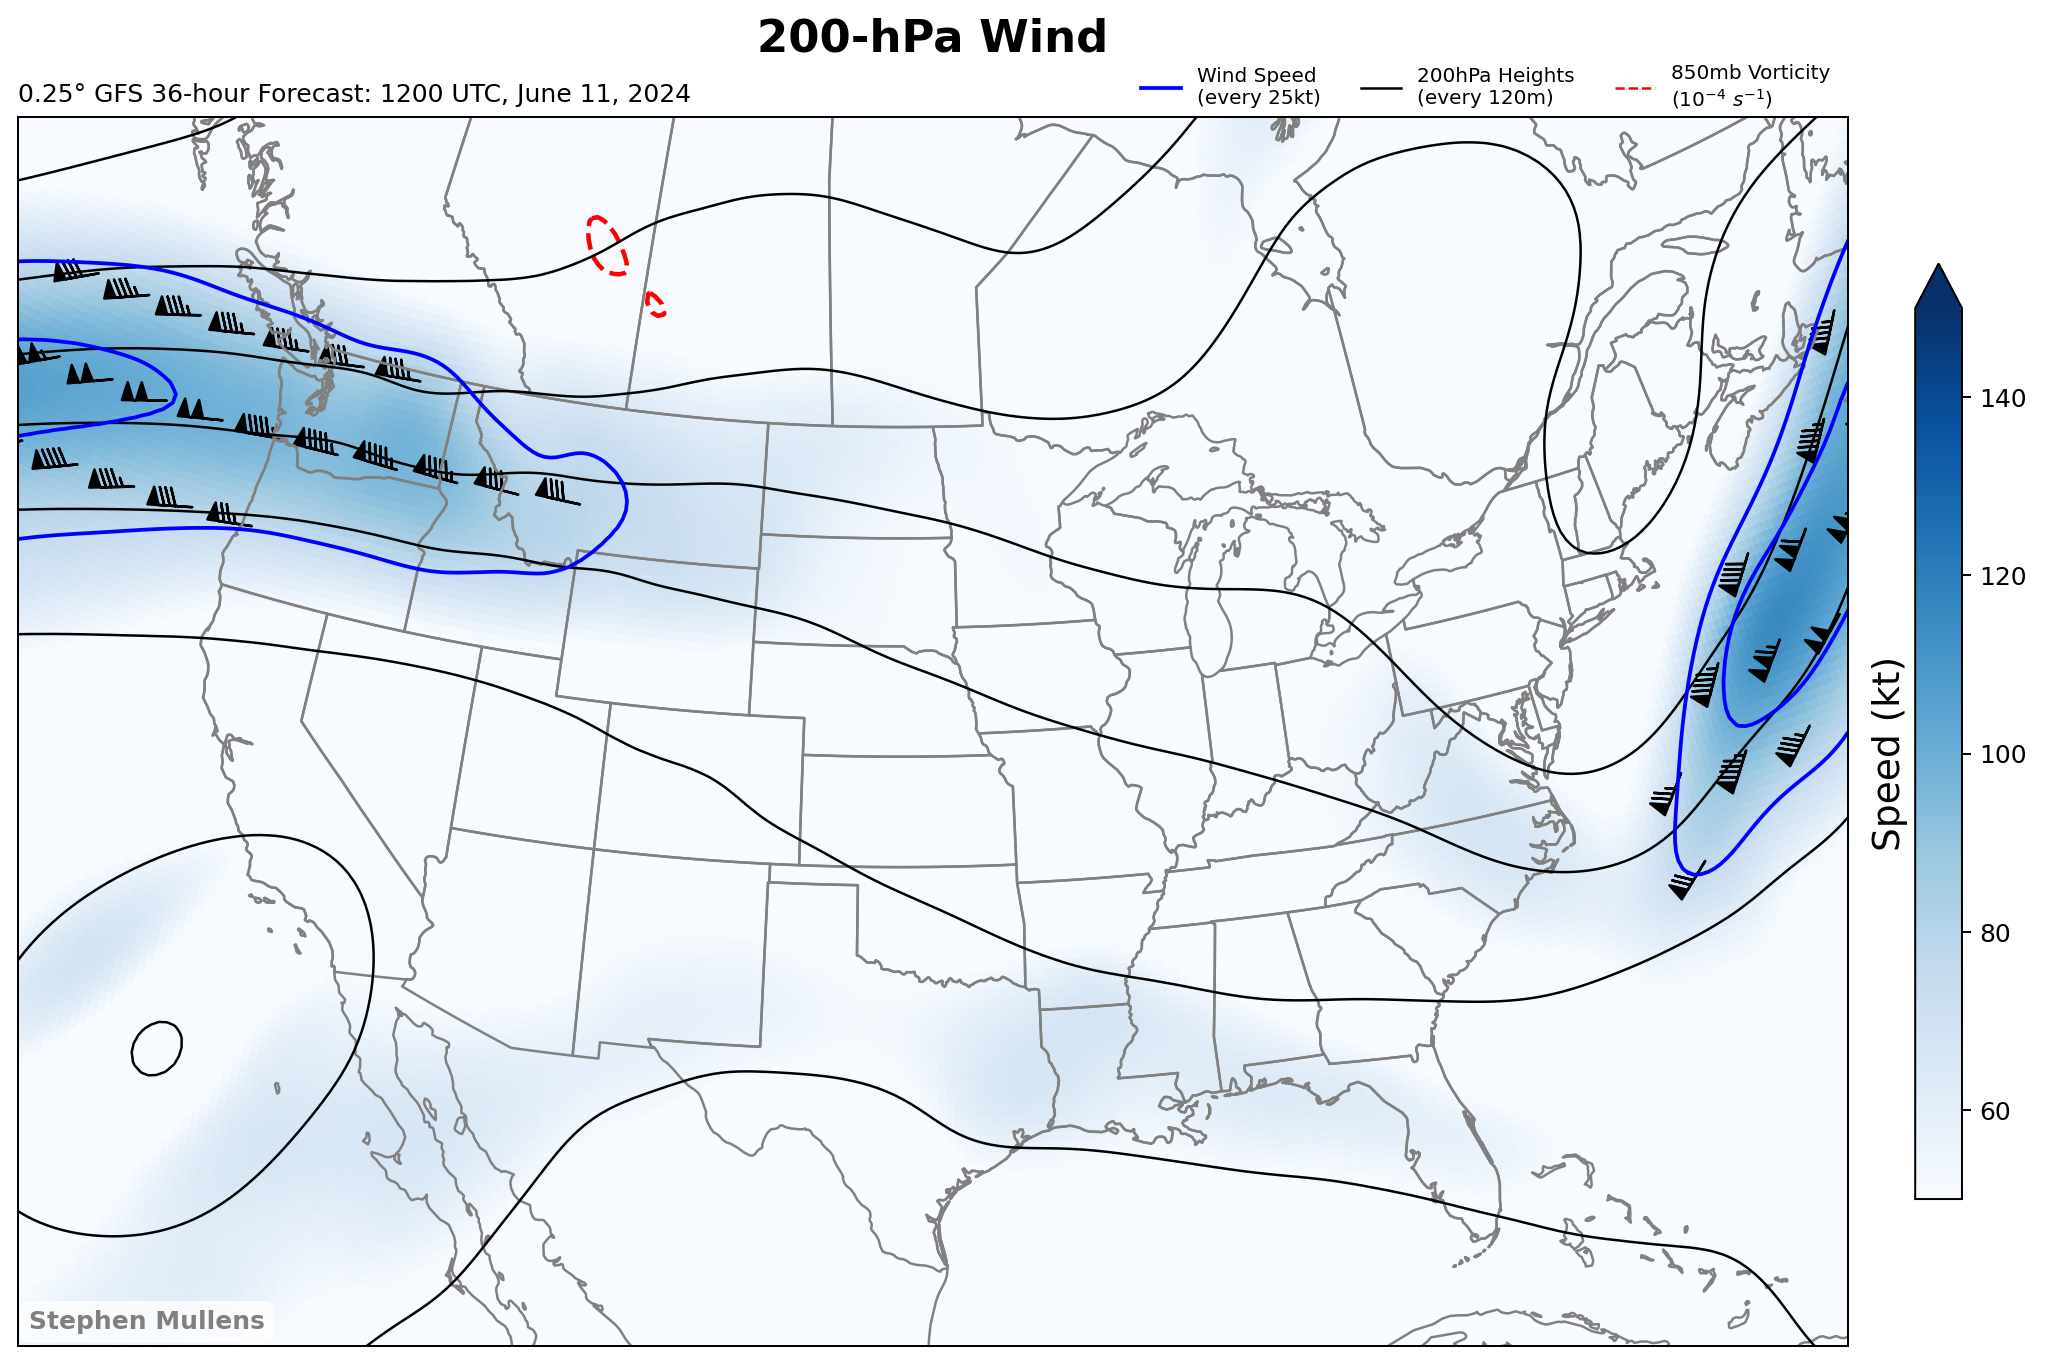 200-hPa Wind
0.25° GFS 36-hour Forecast: 1200 UTC, June 11, 2024
Wind Speed
(every 25kt)
200hPa Heights
(every 120m)
850mb Vorticity
(10⁻⁴ s⁻¹)
140
120
100
80
60
Speed (kt)
Stephen Mullens